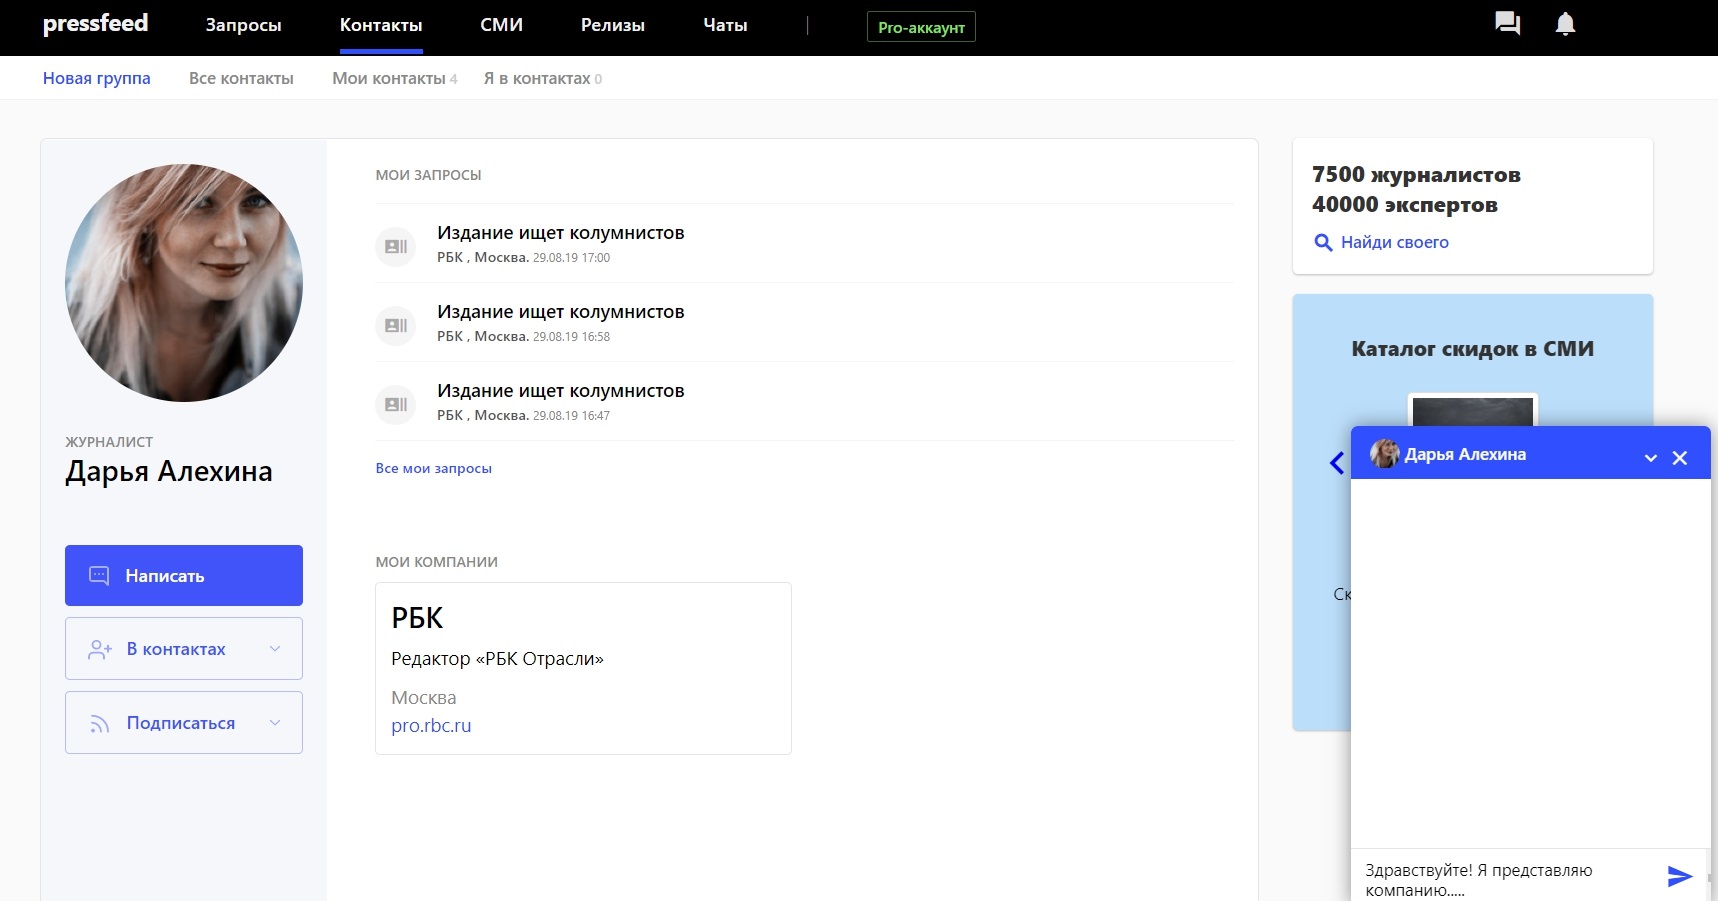 pressfeed
Запросы
Контакты
СМИ
Релизы
Чаты
Pro-аккаунт
Новая группа
Все контакты
Мои контакты 4
Я в контактах 0
ЖУРНАЛИСТ
Дарья Алехина
Написать
В контактах
Подписаться
МОИ ЗАПРОСЫ
Издание ищет колумнистов
РБК , Москва. 29.08.19 17:00
Издание ищет колумнистов
РБК , Москва. 29.08.19 16:58
Издание ищет колумнистов
РБК , Москва. 29.08.19 16:47
Все мои запросы
МОИ КОМПАНИИ
РБК
Редактор «РБК Отрасли»
Москва
pro.rbc.ru
7500 журналистов
40000 экспертов
Найди своего
Каталог скидок в СМИ
Ск
Дарья Алехина
Здравствуйте! Я представляю
компанию.....